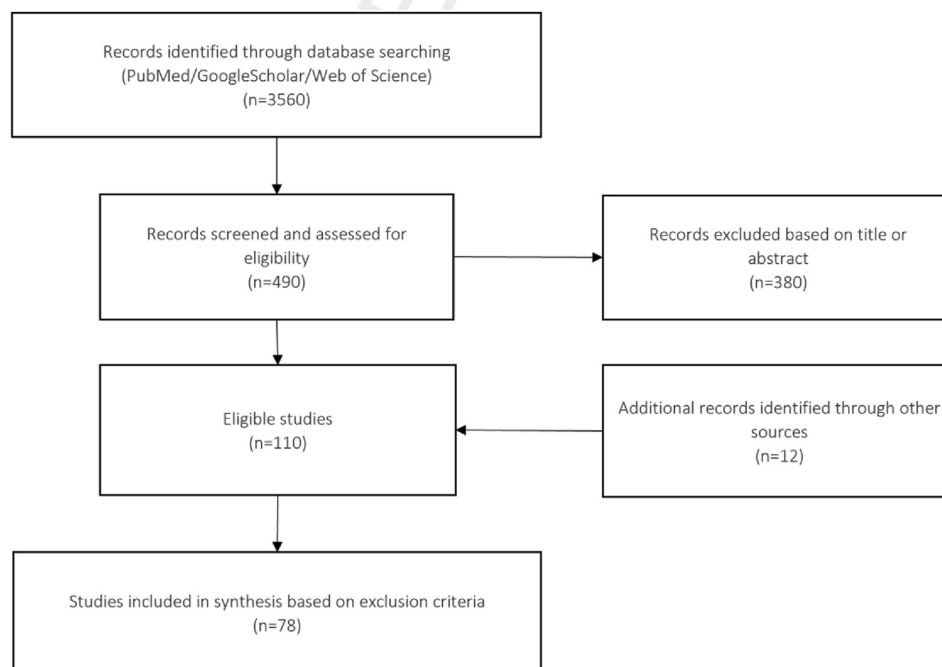 Records identified through database searching
(PubMed/GoogleScholar/Web of Science)
(n=3560)
Records screened and assessed for
eligibility
(n=490)
Records excluded based on title or
abstract
(n=380)
Eligible studies
(n=110)
Additional records identified through other
sources
(n=12)
Studies included in synthesis based on exclusion criteria
(n=78)